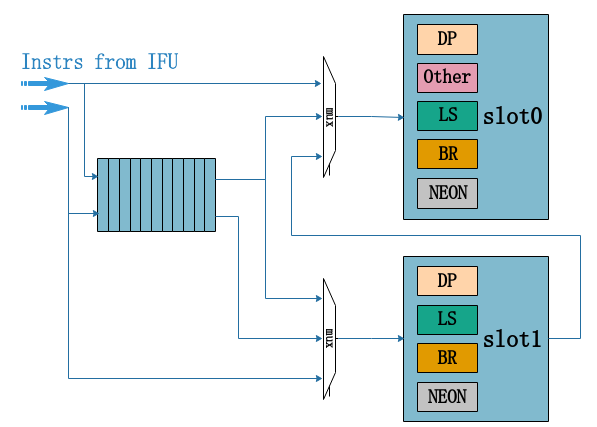 Instrs from IFU
mux
DP
Other
LS
BR
NEON
slot0
mux
DP
LS
BR
NEON
slot1